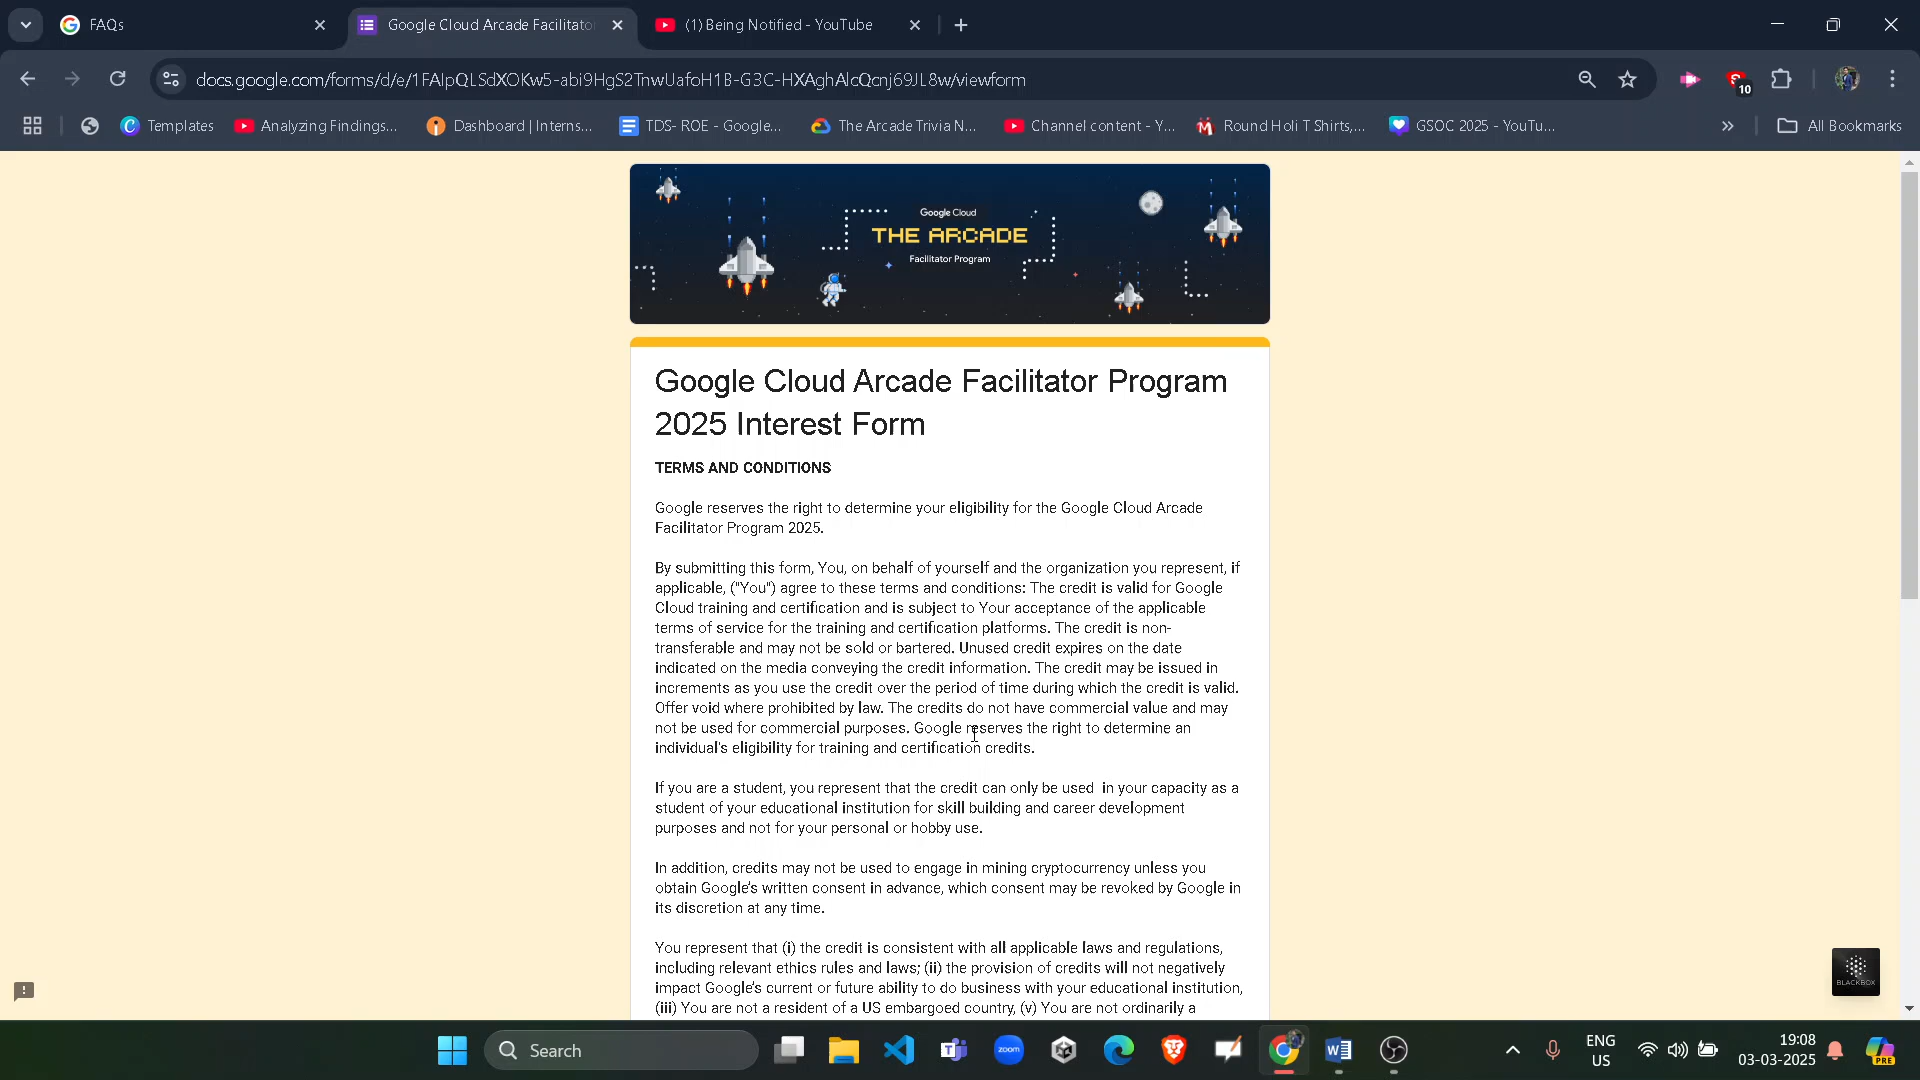 FAQs
Google Cloud Arcade Facilitato
(1) Being Notified - YouTube
docs.google.com/forms/d/e/1FAIpQLSdXOKw5-abi9HgS2TnwUafoH1B-G3C-HXAghAlcQcnj69JL8w/viewform
10
Templates
Analyzing Findings...
Dashboard | Interns...
TDS- ROE - Google...
The Arcade Trivia N...
Channel content - Y...
Round Holi T Shirts,...
GSOC 2025 - YouTu...
All Bookmarks
Google Cloud
THE ARCADE
Facilitator Program
Google Cloud Arcade Facilitator Program
2025 Interest Form
TERMS AND CONDITIONS
Google reserves the right to determine your eligibility for the Google Cloud Arcade
Facilitator Program 2025.
By submitting this form, You, on behalf of yourself and the organization you represent, if
applicable, ("You") agree to these terms and conditions: The credit is valid for Google
Cloud training and certification and is subject to Your acceptance of the applicable
terms of service for the training and certification platforms. The credit is non-
transferable and may not be sold or bartered. Unused credit expires on the date
indicated on the media conveying the credit information. The credit may be issued in
increments as you use the credit over the period of time during which the credit is valid.
Offer void where prohibited by law. The credits do not have commercial value and may
not be used for commercial purposes. Google reserves the right to determine an
individual's eligibility for training and certification credits.
If you are a student, you represent that the credit can only be used  in your capacity as a
student of your educational institution for skill building and career development
purposes and not for your personal or hobby use.
In addition, credits may not be used to engage in mining cryptocurrency unless you
obtain Google's written consent in advance, which consent may be revoked by Google in
its discretion at any time.
You represent that (i) the credit is consistent with all applicable laws and regulations,
including relevant ethics rules and laws; (ii) the provision of credits will not negatively
impact Google's current or future ability to do business with your educational institution,
(iii) You are not a resident of a US embargoed country, (v) You are not ordinarily a
BLACKBOX
Search
zoom
ENG
US
19:08
03-03-2025
PRE